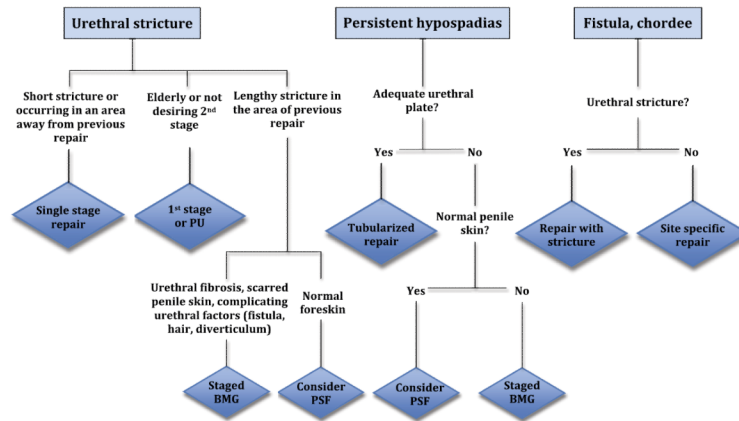 Urethral stricture
Persistent hypospadias
Fistula, chordee
Short stricture or
occurring in an area
away from previous
repair
Elderly or not
desiring 2nd
stage
Lengthy stricture in
the area of previous
repair
Adequate urethral
plate?
Urethral stricture?
Yes
No
Yes
No
Single stage
repair
1st stage
or PU
Tubularized
repair
Normal penile
skin?
Repair with
stricture
Site specific
repair
Urethral fibrosis, scarred
penile skin, complicating
urethral factors (fistula,
hair, diverticulum)
Normal
foreskin
Yes
No
Staged
BMG
Consider
PSF
Consider
PSF
Staged
BMG